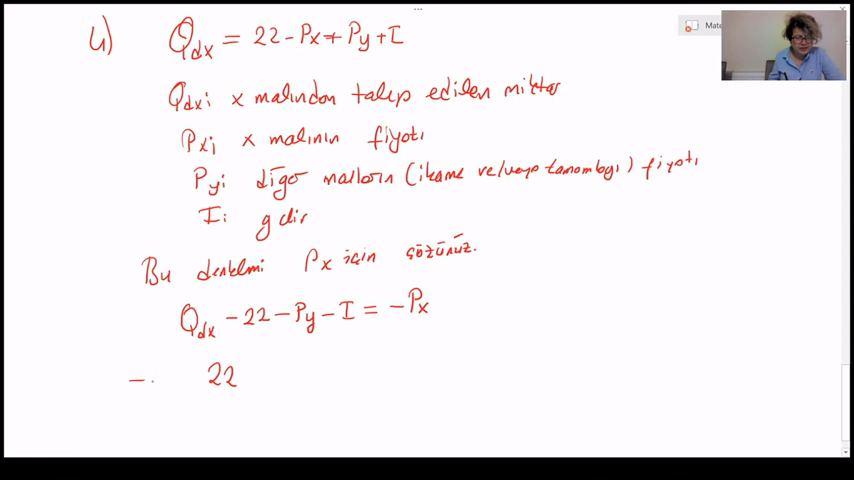 4) Qdx = 22 - Px + Py + I
Mate
Qdx: x malından talep edilen miktar
Px: x malının fiyatı
Py: diğer malların (ikame ve/veya tamamlayıcı) fiyatı
I: gelir
Bu denklemi Px için çözünüz.
Qdx - 22 - Py - I = - Px
- 22